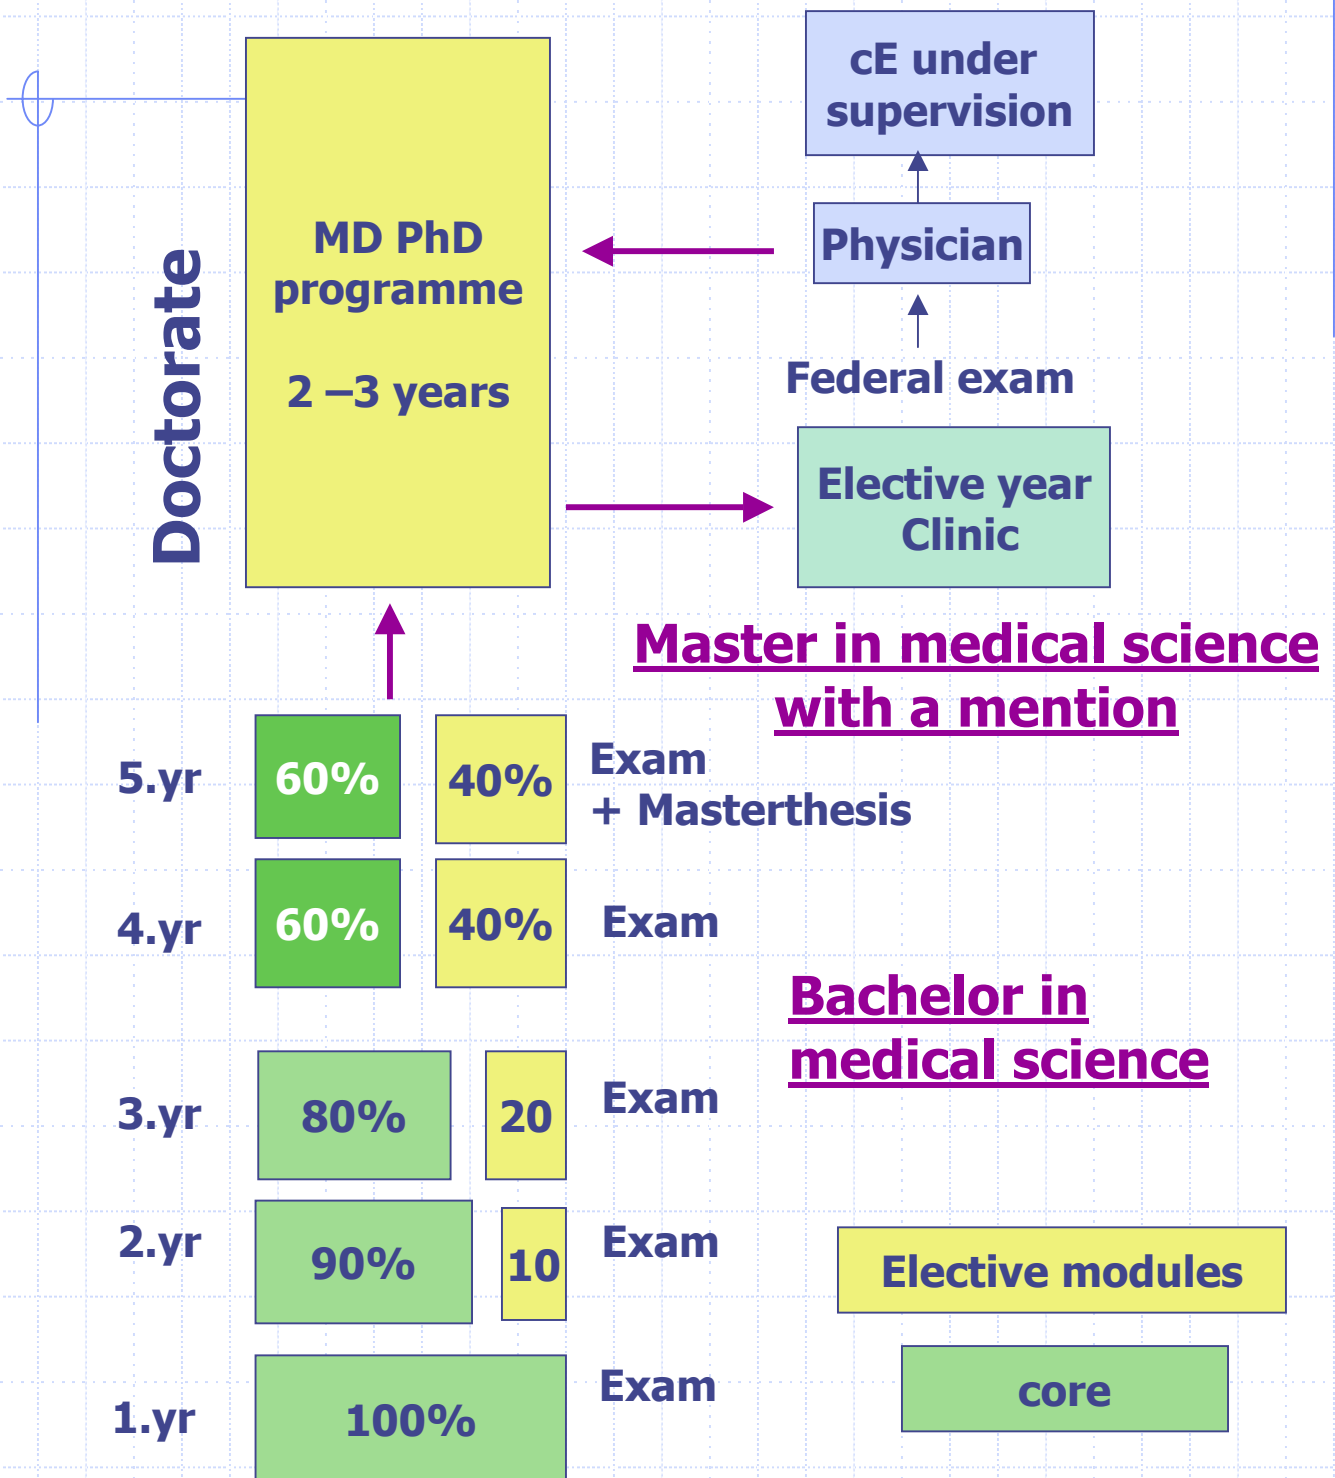 cE under
supervision
MD PhD
programme
2 –3 years
Physician
Doctorate
Federal exam
Elective year
Clinic
Master in medical science
with a mention
5.yr
60%
40%
Exam
+ Masterthesis
4.yr
60%
40%
Exam
Bachelor in
medical science
3.yr
80%
20
Exam
2.yr
90%
10
Exam
Elective modules
core
1.yr
100%
Exam